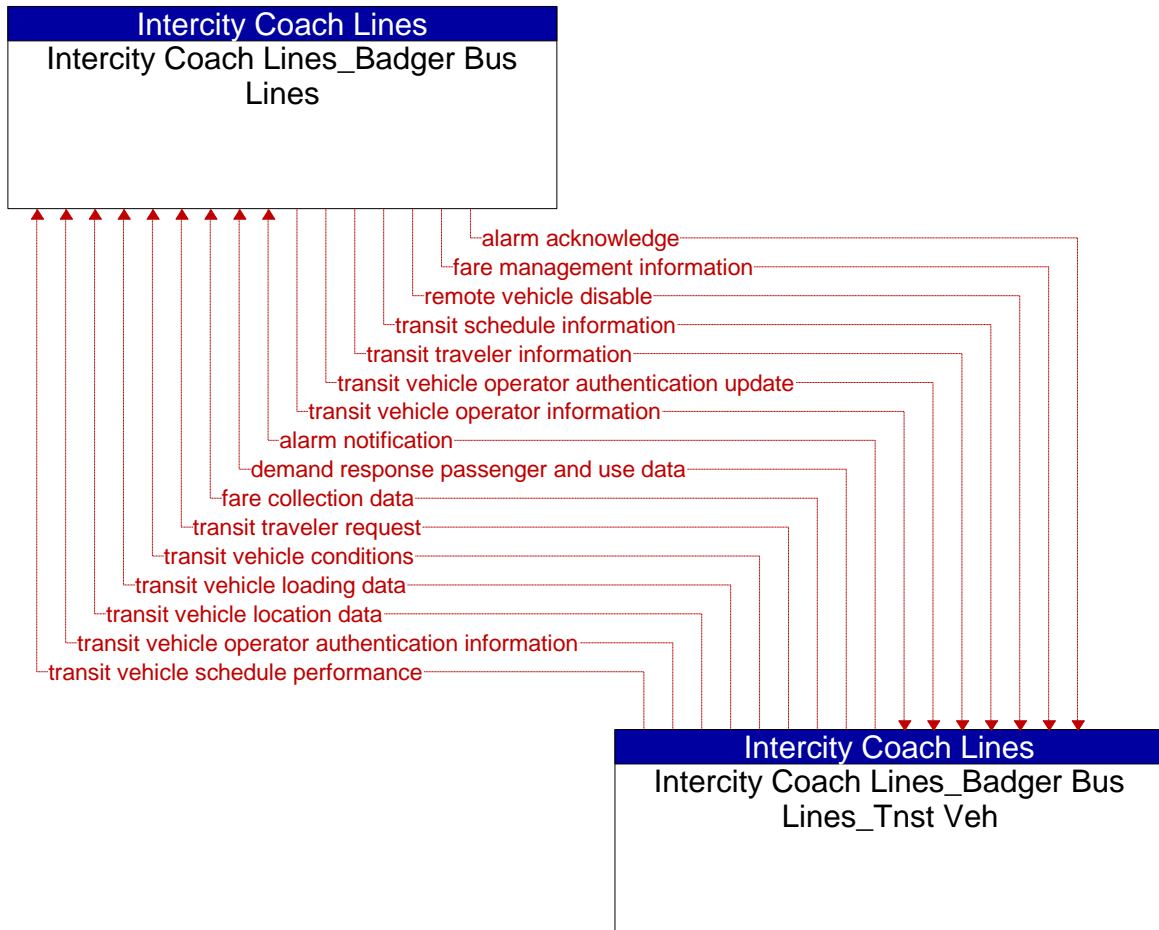 Intercity Coach Lines
Intercity Coach Lines_Badger Bus
Lines
alarm acknowledge
fare management information
remote vehicle disable
transit schedule information
transit traveler information
transit vehicle operator authentication update
transit vehicle operator information
alarm notification
demand response passenger and use data
fare collection data
transit traveler request
transit vehicle conditions
transit vehicle loading data
transit vehicle location data
transit vehicle operator authentication information
transit vehicle schedule performance
Intercity Coach Lines
Intercity Coach Lines_Badger Bus
Lines_Tnst Veh